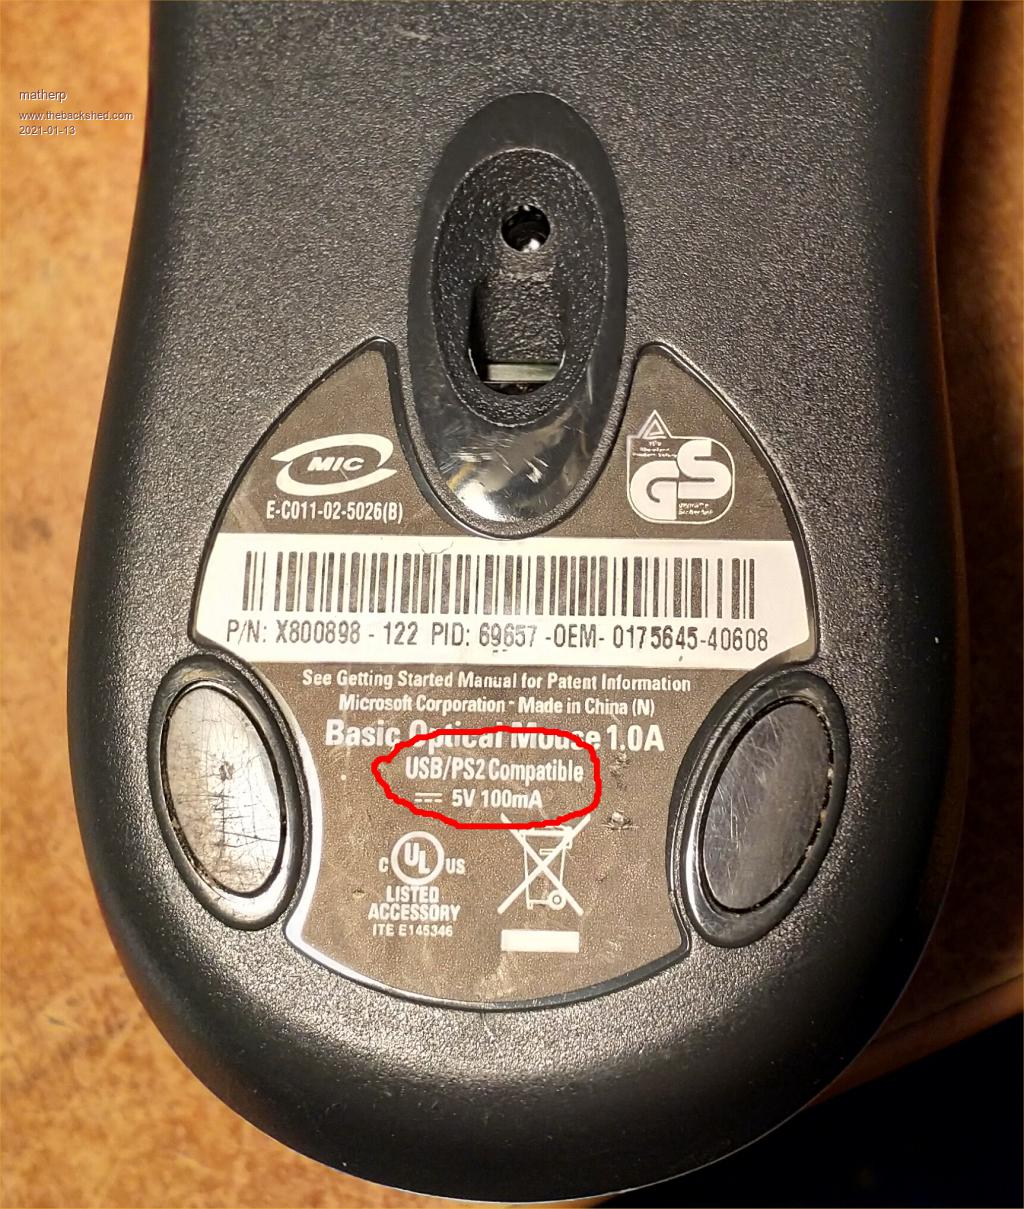 matherp
www.thebackshed.com
2021-01-13
MIC
E-C011-02-5026(B)
GS
P/N: X800898 - 122 PID: 69657 -OEM- 0175645-40608
See Getting Started Manual for Patent Information
Microsoft Corporation - Made in China (N)
Basic Optical Mouse 1.0A
USB/PS2 Compatible
5V 100mA
C UL US
LISTED
ACCESSORY
ITE E145346